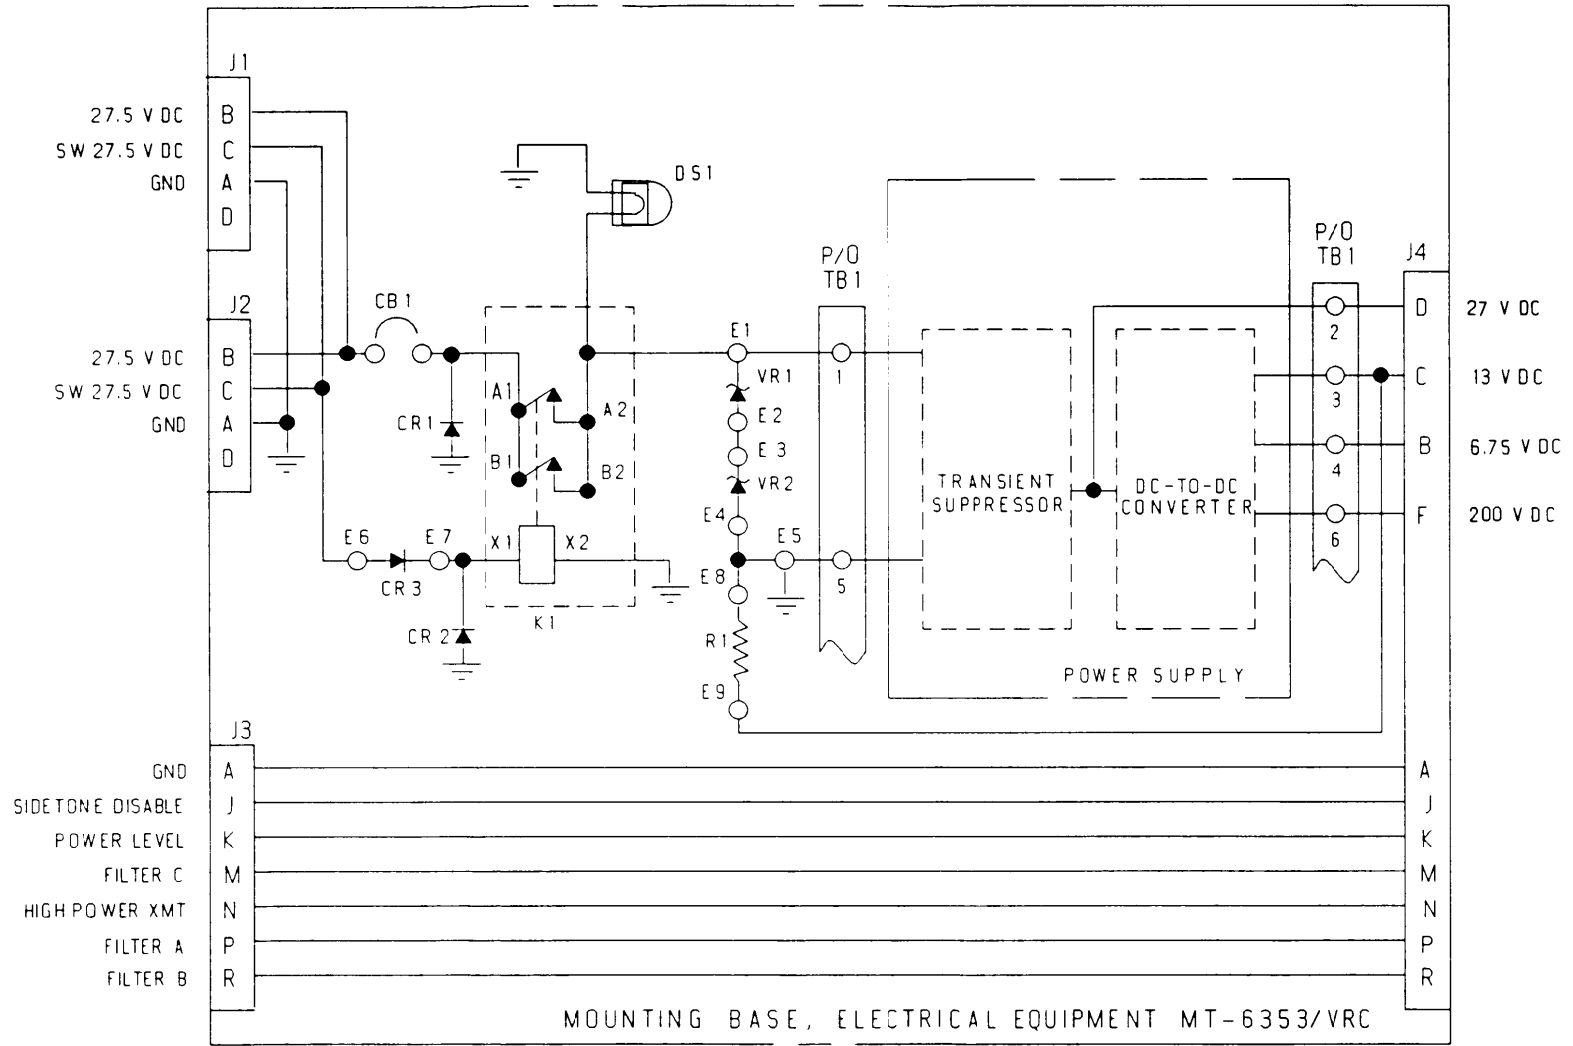 J1
27.5 V DC B
SW 27.5 V DC C
GND A
D
DS1
J2
CB1
27.5 V DC B
SW 27.5 V DC C
GND A
D
CR1
A1
A2
B1
B2
E6
E7
X1
X2
CR3
CR2
K1
E1
VR1
E2
E3
VR2
E4
E5
E8
R1
E9
P/O
TB1
1
5
TRANSIENT
SUPPRESSOR
DC-TO-DC
CONVERTER
POWER SUPPLY
P/O
TB1
2
3
4
6
J4
D 27 V DC
C 13 V DC
B 6.75 V DC
F 200 V DC
J3
GND A A
SIDETONE DISABLE J J
POWER LEVEL K K
FILTER C M M
HIGH POWER XMT N N
FILTER A P P
FILTER B R R
MOUNTING BASE, ELECTRICAL EQUIPMENT MT-6353/VRC